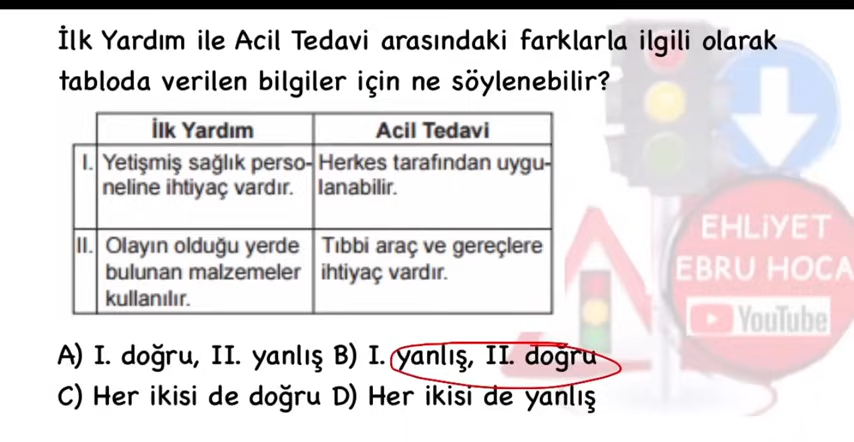 İlk Yardım ile Acil Tedavi arasındaki farklarla ilgili olarak
tabloda verilen bilgiler için ne söylenebilir?
İlk Yardım Acil Tedavi
I. Yetişmiş sağlık perso- Herkes tarafından uygu-
neline ihtiyaç vardır. lanabilir.
II. Olayın olduğu yerde Tıbbi araç ve gereçlere
bulunan malzemeler ihtiyaç vardır.
kullanılır.
A) I. doğru, II. yanlış B) I. yanlış, II. doğru
C) Her ikisi de doğru D) Her ikisi de yanlış
EHLİYET
EBRU HOCA
YouTube